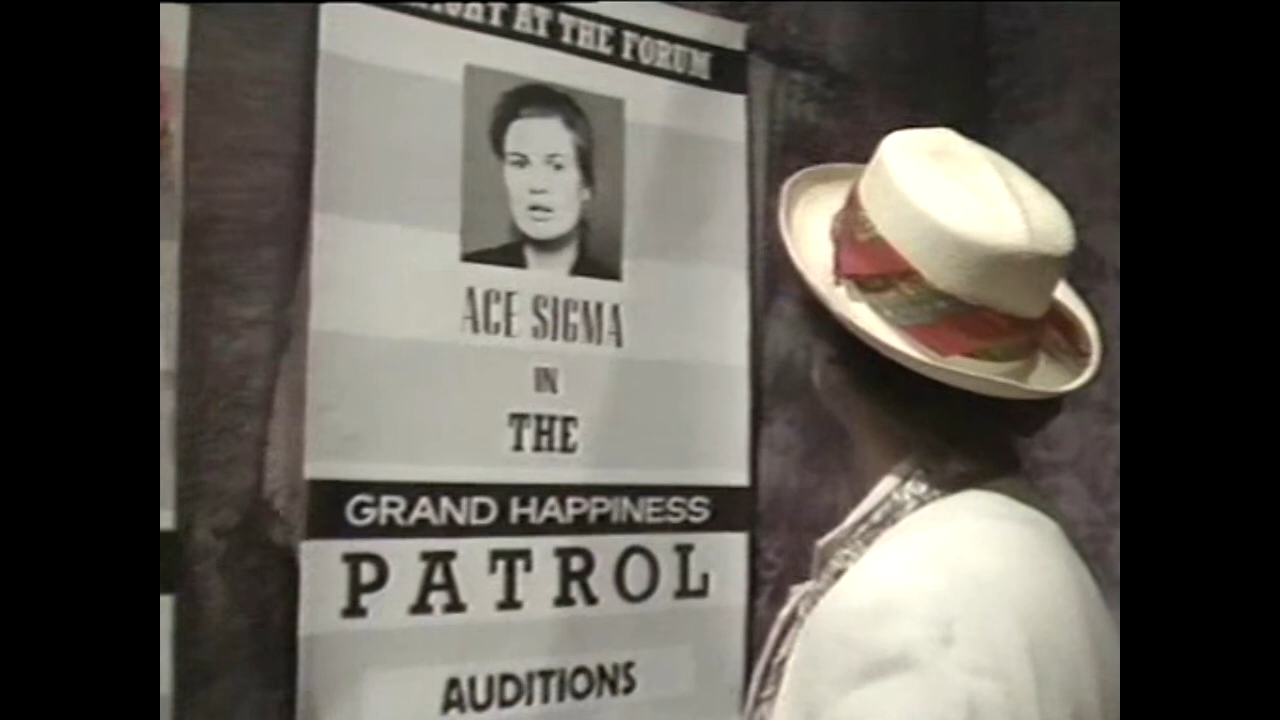 AT THE FORUM
ACE SIGMA
IN
THE
GRAND HAPPINESS
PATROL
AUDITIONS